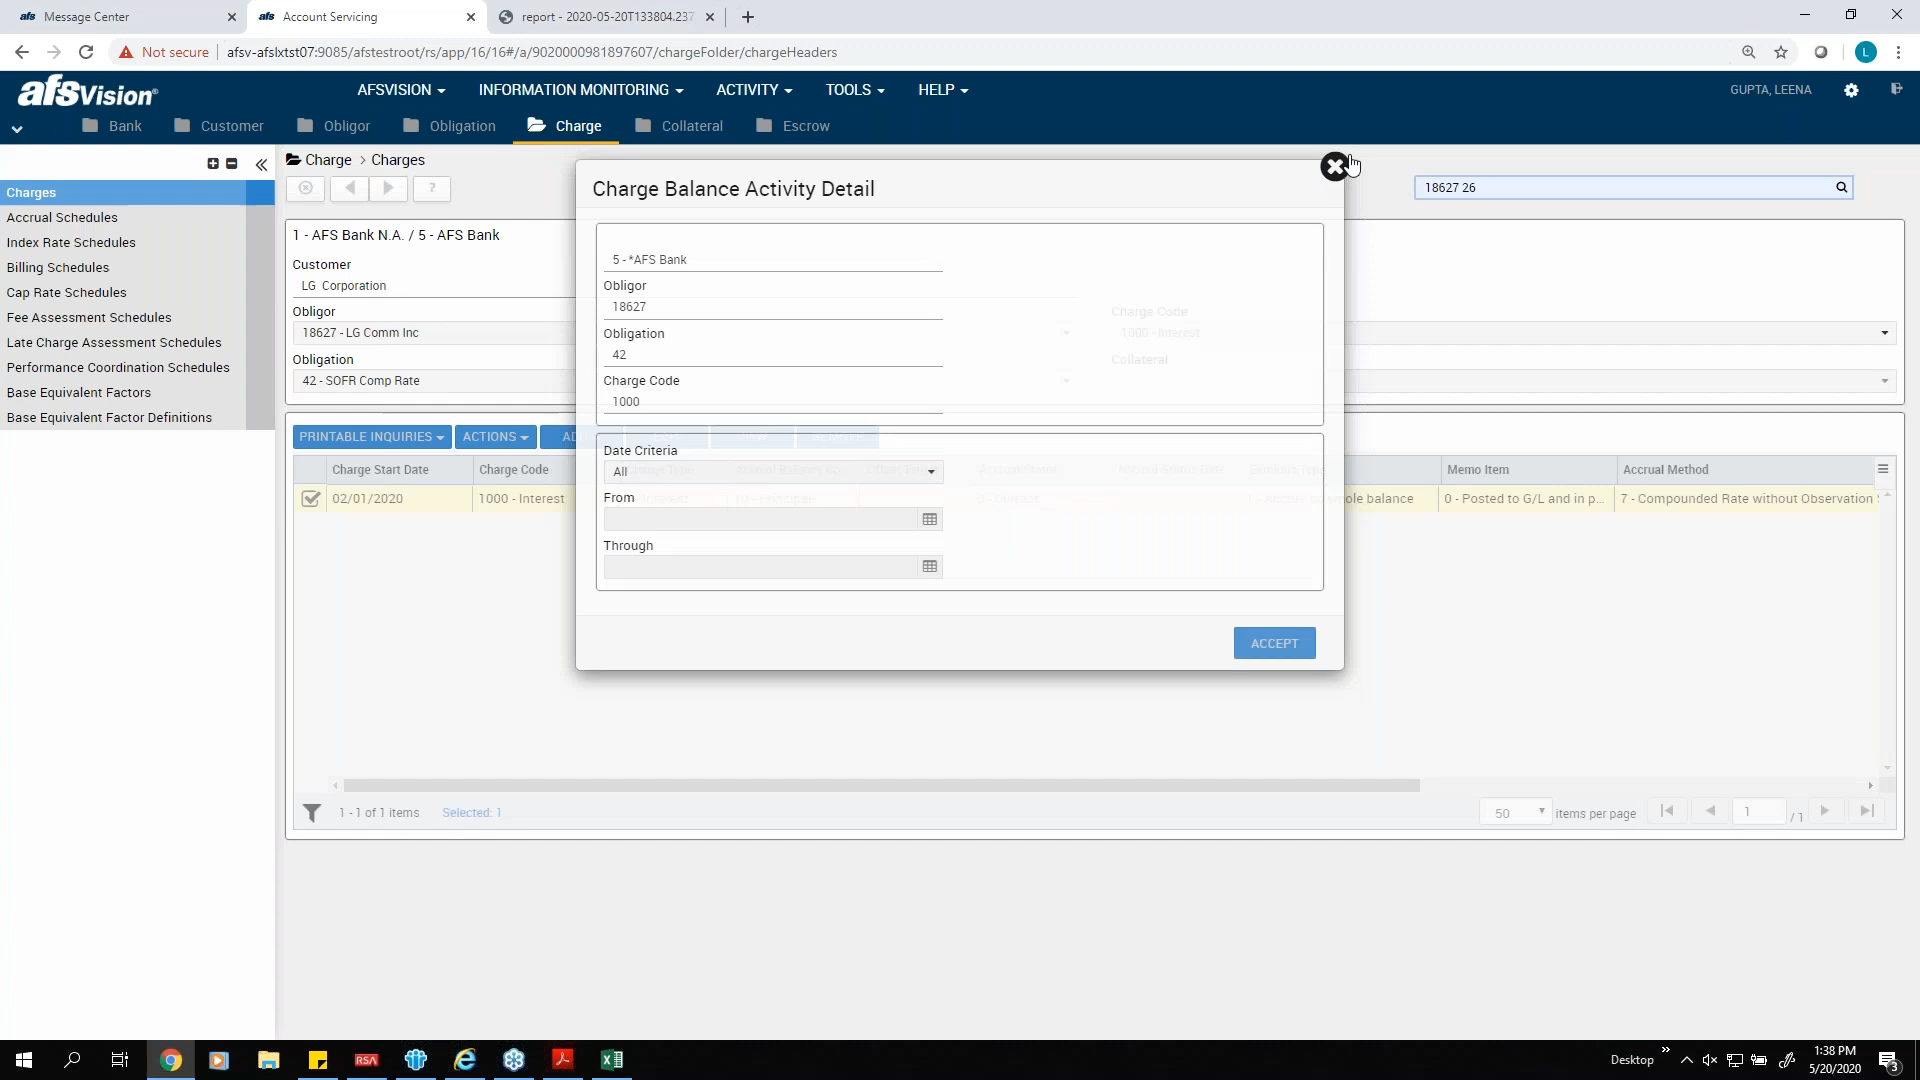 afs Message Center
afs Account Servicing
report - 2020-05-20T133804.237
Not secure
afsv-afslxtst07:9085/afstestroot/rs/app/16/16#/a/9020000981897607/chargeFolder/chargeHeaders
L
afsVision®
AFSVISION
INFORMATION MONITORING
ACTIVITY
TOOLS
HELP
GUPTA, LEENA
Bank
Customer
Obligor
Obligation
Charge
Collateral
Escrow
Charges
Accrual Schedules
Index Rate Schedules
Billing Schedules
Cap Rate Schedules
Fee Assessment Schedules
Late Charge Assessment Schedules
Performance Coordination Schedules
Base Equivalent Factors
Base Equivalent Factor Definitions
Charge > Charges
?
18627 26
1 - AFS Bank N.A. / 5 - AFS Bank
Customer
LG Corporation
Obligor
18627 - LG Comm Inc
Obligation
42 - SOFR Comp Rate
Charge Code
1000 - Interest
Collateral
Charge Balance Activity Detail
5 - *AFS Bank
Obligor
18627
Obligation
42
Charge Code
1000
Date Criteria
All
From
Through
ACCEPT
PRINTABLE INQUIRIES
ACTIONS
Charge Start Date
Charge Code
Memo Item
Accrual Method
02/01/2020
1000 - Interest
whole balance
0 - Posted to G/L and in p...
7 - Compounded Rate without Observation
1 - 1 of 1 items
Selected: 1
50
items per page
1
/ 1
RSA
Desktop
1:38 PM
5/20/2020
3